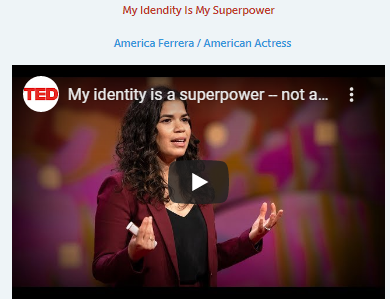 My Idendity Is My Superpower
America Ferrera / American Actress
TED My identity is a superpower -- not a...